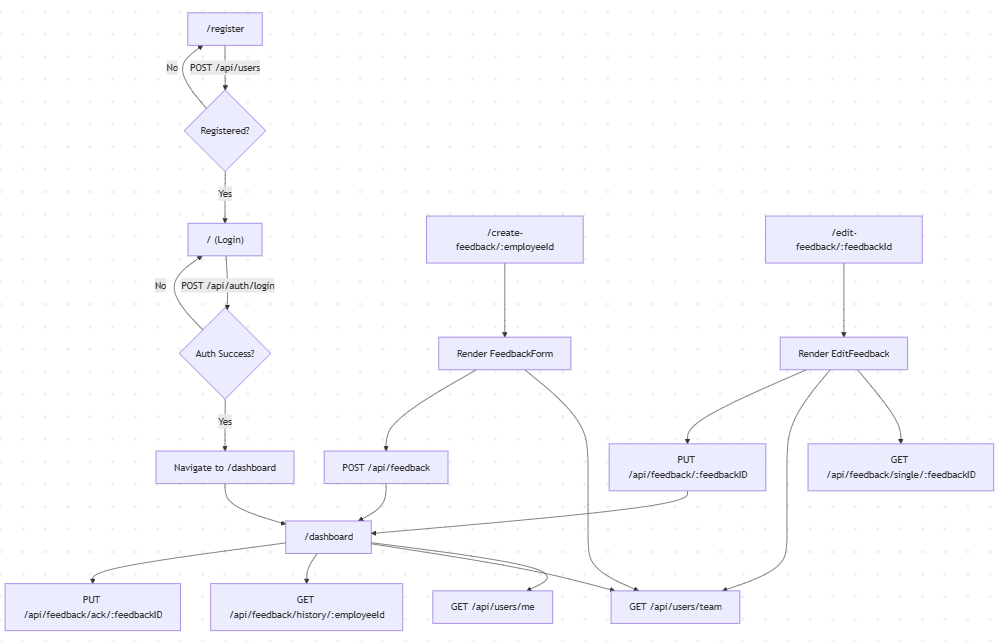 /register
No
POST /api/users
Registered?
Yes
/ (Login)
/create-
feedback/:employeeId
/edit-
feedback/:feedbackId
No
POST /api/auth/login
Auth Success?
Render FeedbackForm
Render EditFeedback
Yes
Navigate to /dashboard
POST /api/feedback
PUT
/api/feedback/:feedbackID
GET
/api/feedback/single/:feedbackID
/dashboard
PUT
/api/feedback/ack/:feedbackID
GET
/api/feedback/history/:employeeId
GET /api/users/me
GET /api/users/team